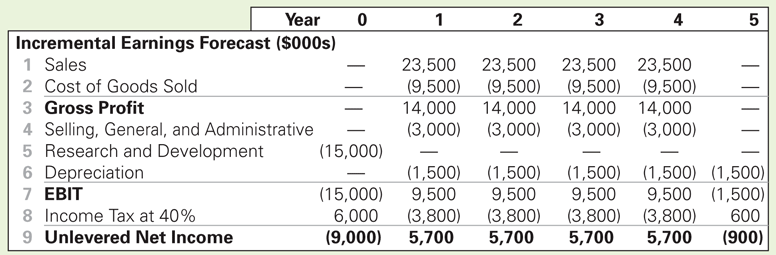 Year 0 1 2 3 4 5
Incremental Earnings Forecast ($000s)
1 Sales — 23,500 23,500 23,500 23,500 —
2 Cost of Goods Sold — (9,500) (9,500) (9,500) (9,500) —
3 Gross Profit — 14,000 14,000 14,000 14,000 —
4 Selling, General, and Administrative — (3,000) (3,000) (3,000) (3,000) —
5 Research and Development (15,000) — — — — —
6 Depreciation — (1,500) (1,500) (1,500) (1,500) (1,500)
7 EBIT (15,000) 9,500 9,500 9,500 9,500 (1,500)
8 Income Tax at 40% 6,000 (3,800) (3,800) (3,800) (3,800) 600
9 Unlevered Net Income (9,000) 5,700 5,700 5,700 5,700 (900)